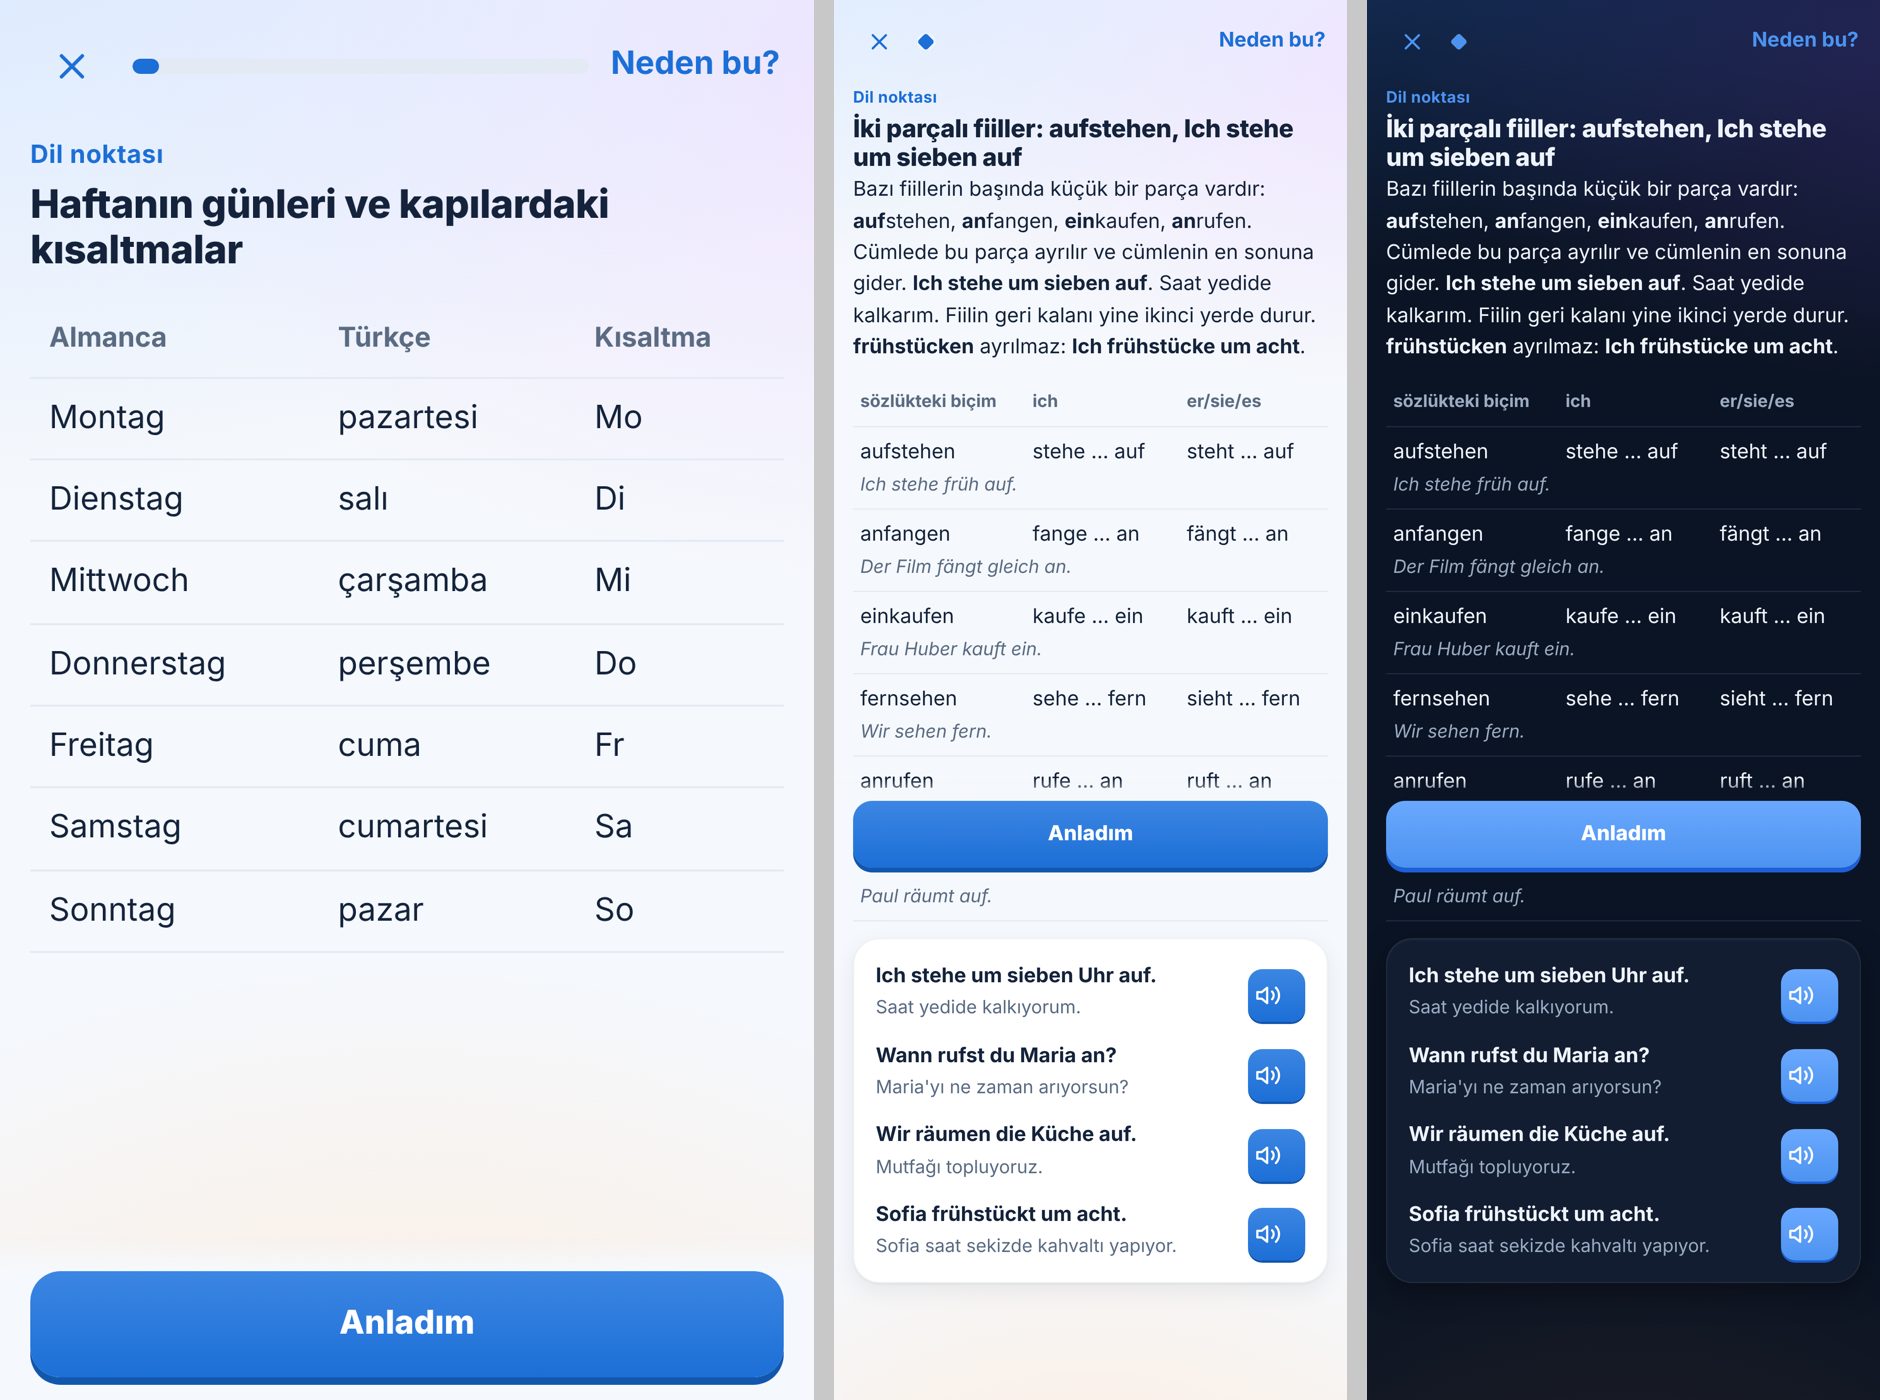 Neden bu?
Dil noktası
Haftanın günleri ve kapılardaki
kısaltmalar
Almanca Türkçe Kısaltma
Montag pazartesi Mo
Dienstag salı Di
Mittwoch çarşamba Mi
Donnerstag perşembe Do
Freitag cuma Fr
Samstag cumartesi Sa
Sonntag pazar So
Anladım
Neden bu?
Dil noktası
İki parçalı fiiller: aufstehen, Ich stehe
um sieben auf
Bazı fiillerin başında küçük bir parça vardır:
aufstehen, anfangen, einkaufen, anrufen.
Cümlede bu parça ayrılır ve cümlenin en sonuna
gider. Ich stehe um sieben auf. Saat yedide
kalkarım. Fiilin geri kalanı yine ikinci yerde durur.
frühstücken ayrılmaz: Ich frühstücke um acht.
sözlükteki biçim ich er/sie/es
aufstehen stehe ... auf steht ... auf
Ich stehe früh auf.
anfangen fange ... an fängt ... an
Der Film fängt gleich an.
einkaufen kaufe ... ein kauft ... ein
Frau Huber kauft ein.
fernsehen sehe ... fern sieht ... fern
Wir sehen fern.
anrufen rufe ... an ruft ... an
Anladım
Paul räumt auf.
Ich stehe um sieben Uhr auf.
Saat yedide kalkıyorum.
Wann rufst du Maria an?
Maria'yı ne zaman arıyorsun?
Wir räumen die Küche auf.
Mutfağı topluyoruz.
Sofia frühstückt um acht.
Sofia saat sekizde kahvaltı yapıyor.
Neden bu?
Dil noktası
İki parçalı fiiller: aufstehen, Ich stehe
um sieben auf
Bazı fiillerin başında küçük bir parça vardır:
aufstehen, anfangen, einkaufen, anrufen.
Cümlede bu parça ayrılır ve cümlenin en sonuna
gider. Ich stehe um sieben auf. Saat yedide
kalkarım. Fiilin geri kalanı yine ikinci yerde durur.
frühstücken ayrılmaz: Ich frühstücke um acht.
sözlükteki biçim ich er/sie/es
aufstehen stehe ... auf steht ... auf
Ich stehe früh auf.
anfangen fange ... an fängt ... an
Der Film fängt gleich an.
einkaufen kaufe ... ein kauft ... ein
Frau Huber kauft ein.
fernsehen sehe ... fern sieht ... fern
Wir sehen fern.
anrufen rufe ... an ruft ... an
Anladım
Paul räumt auf.
Ich stehe um sieben Uhr auf.
Saat yedide kalkıyorum.
Wann rufst du Maria an?
Maria'yı ne zaman arıyorsun?
Wir räumen die Küche auf.
Mutfağı topluyoruz.
Sofia frühstückt um acht.
Sofia saat sekizde kahvaltı yapıyor.